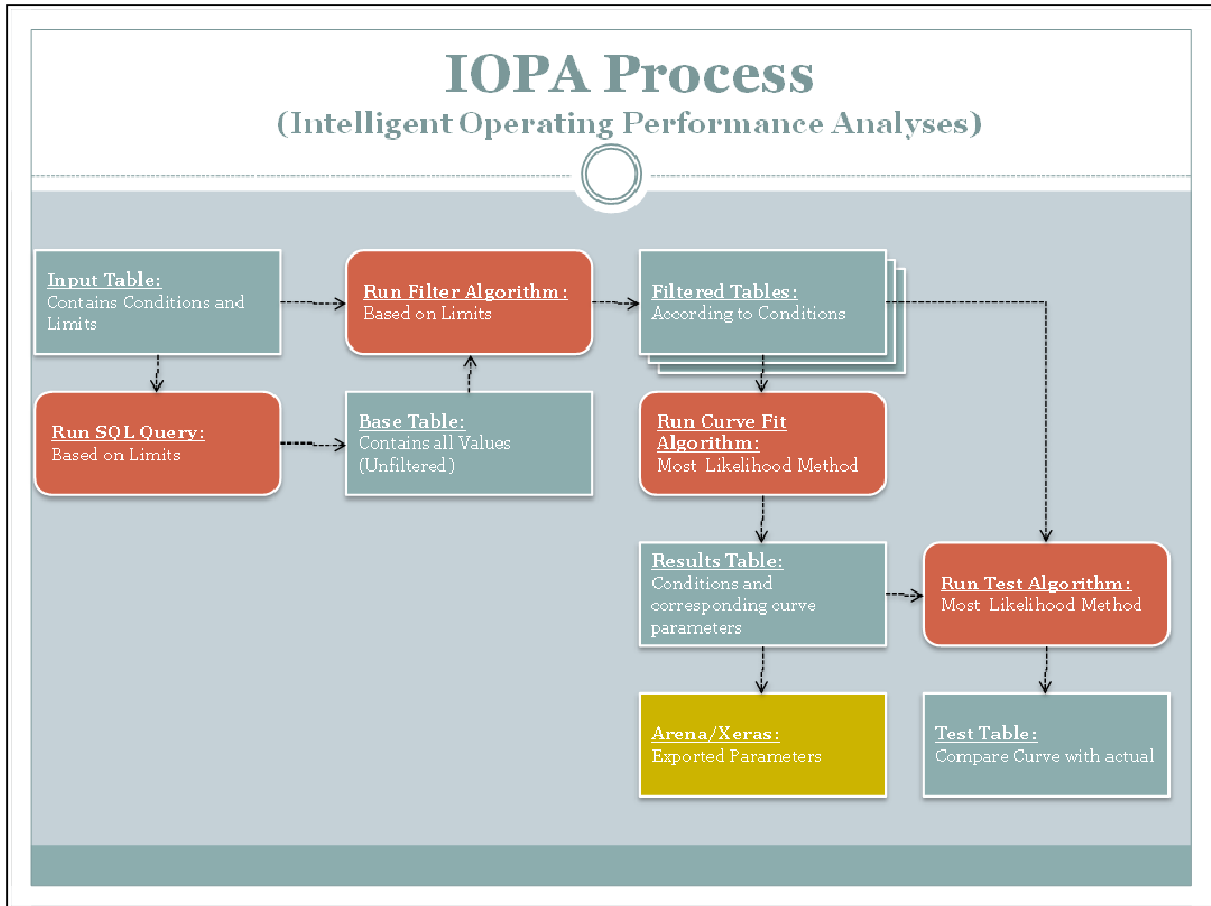 IOPA Process
(Intelligent Operating Performance Analyses)
Input Table:
Contains Conditions and
Limits
Run Filter Algorithm:
Based on Limits
Filtered Tables:
According to Conditions
Run SQL Query:
Based on Limits
Base Table:
Contains all Values
(Unfiltered)
Run Curve Fit
Algorithm:
Most Likelihood Method
Results Table:
Conditions and
corresponding curve
parameters
Run Test Algorithm:
Most Likelihood Method
Arena/Xeras:
Exported Parameters
Test Table:
Compare Curve with actual